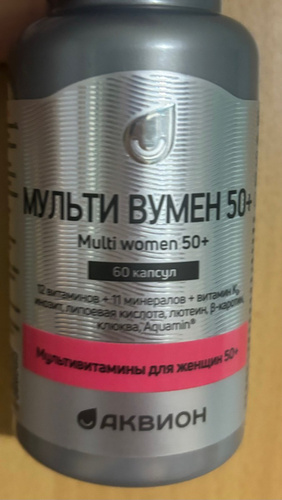 МУЛЬТИ ВУМЕН 50+
Multi women 50+
60 капсул
12 витаминов + 11 минералов + витамин K₂,
инозит, липоевая кислота, лютеин, β-каротин,
клюква, Aquamin®
Мультивитамины для женщин 50+
АКВИОН